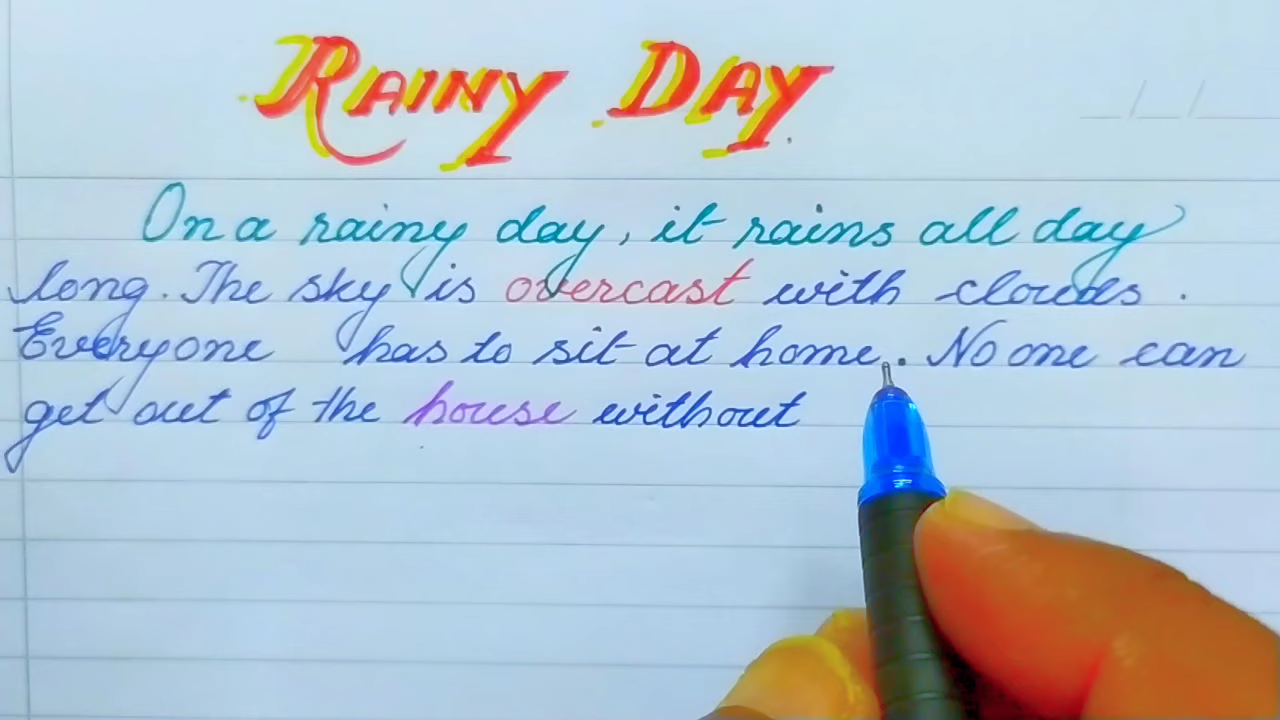 RAINY DAY
On a rainy day, it rains all day
long. The sky is overcast with clouds.
Everyone has to sit at home. No one can
get out of the house without